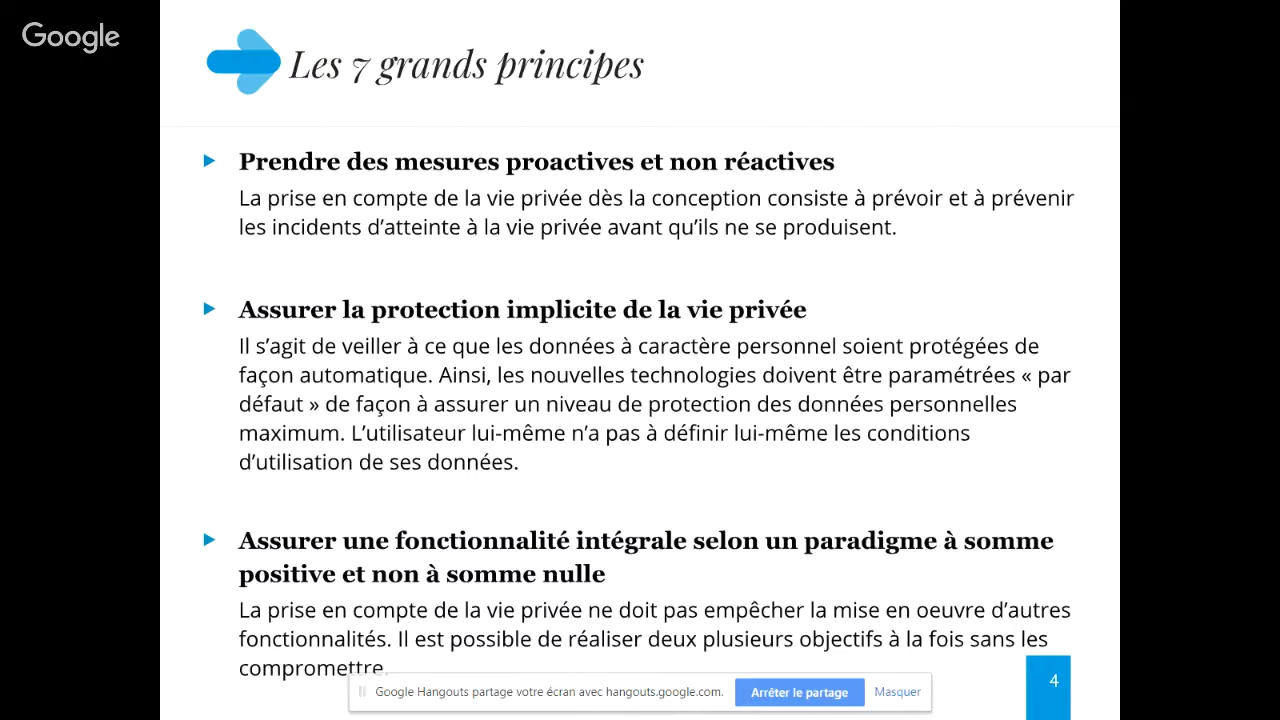 Google
Les 7 grands principes
Prendre des mesures proactives et non réactives
La prise en compte de la vie privée dès la conception consiste à prévoir et à prévenir
les incidents d’atteinte à la vie privée avant qu’ils ne se produisent.
Assurer la protection implicite de la vie privée
Il s’agit de veiller à ce que les données à caractère personnel soient protégées de
façon automatique. Ainsi, les nouvelles technologies doivent être paramétrées « par
défaut » de façon à assurer un niveau de protection des données personnelles
maximum. L’utilisateur lui-même n’a pas à définir lui-même les conditions
d’utilisation de ses données.
Assurer une fonctionnalité intégrale selon un paradigme à somme
positive et non à somme nulle
La prise en compte de la vie privée ne doit pas empêcher la mise en oeuvre d’autres
fonctionnalités. Il est possible de réaliser deux plusieurs objectifs à la fois sans les
compromettre.
4
Google Hangouts partage votre écran avec hangouts.google.com.
Arrêter le partage
Masquer